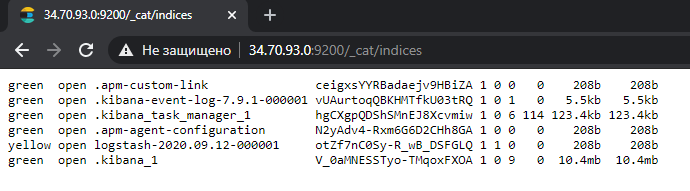 34.70.93.0:9200/_cat/indices
Не защищено 34.70.93.0:9200/_cat/indices
green open .apm-custom-link ceigxsYYRBadaejv9HBiZA 1 0 0 0 208b 208b
green open .kibana-event-log-7.9.1-000001 vUAurtoqQBKHMTfkU03tRQ 1 0 1 0 5.5kb 5.5kb
green open .kibana_task_manager_1 hgCXgpQDShSMnEJ8Xcvmiw 1 0 6 114 123.4kb 123.4kb
green open .apm-agent-configuration N2yAdv4-Rxm6G6D2CHh8GA 1 0 0 0 208b 208b
yellow open logstash-2020.09.12-000001 otZf7nC0Sy-R_wB_DSFGLQ 1 1 0 0 208b 208b
green open .kibana_1 V_0aMNESSTyo-TMqoxFXOA 1 0 9 0 10.4mb 10.4mb